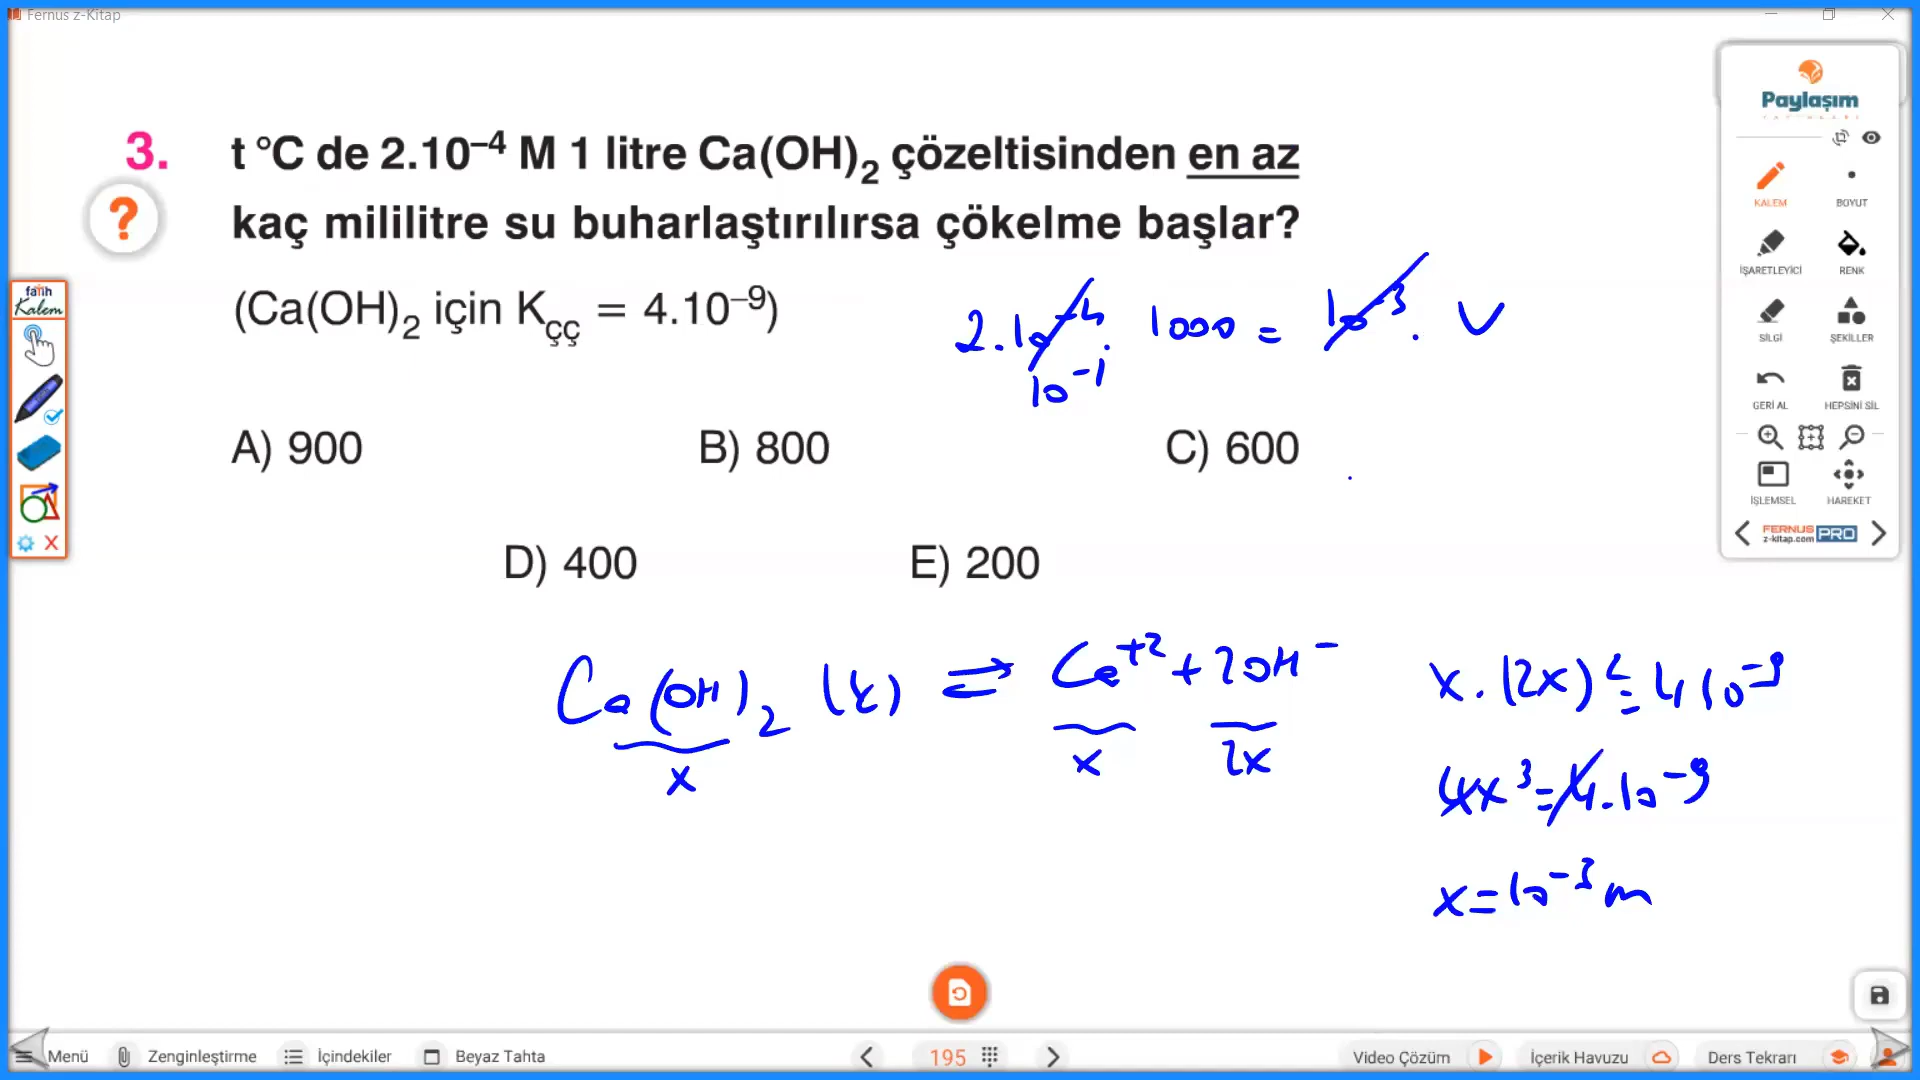 Fernus z-Kitap
3. t °C de 2.10⁻⁴ M 1 litre Ca(OH)₂ çözeltisinden en az
kaç mililitre su buharlaştırılırsa çökelme başlar?
(Ca(OH)₂ için Kçç = 4.10⁻⁹)
?
2.10⁻⁴ . 1000 = 10⁻³ . V
10⁻¹
A) 900 B) 800 C) 600
D) 400 E) 200
Ca(OH)₂ (k) ⇌ Ca⁺² + 2OH⁻
x x 2x
x . (2x)² = 4 10⁻⁹
4x³ = 4.10⁻⁹
x = 10⁻³ m
fatih
Kalem
Paylaşım
YAYINLARI
KALEM BOYUT
İŞARETLEYİCİ RENK
SİLGİ ŞEKİLLER
GERİ AL HEPSİNİ SİL
İŞLEMSEL HAREKET
FERNUS PRO
z-kitap.com
Menü Zenginleştirme İçindekiler Beyaz Tahta 195 Video Çözüm İçerik Havuzu Ders Tekrarı